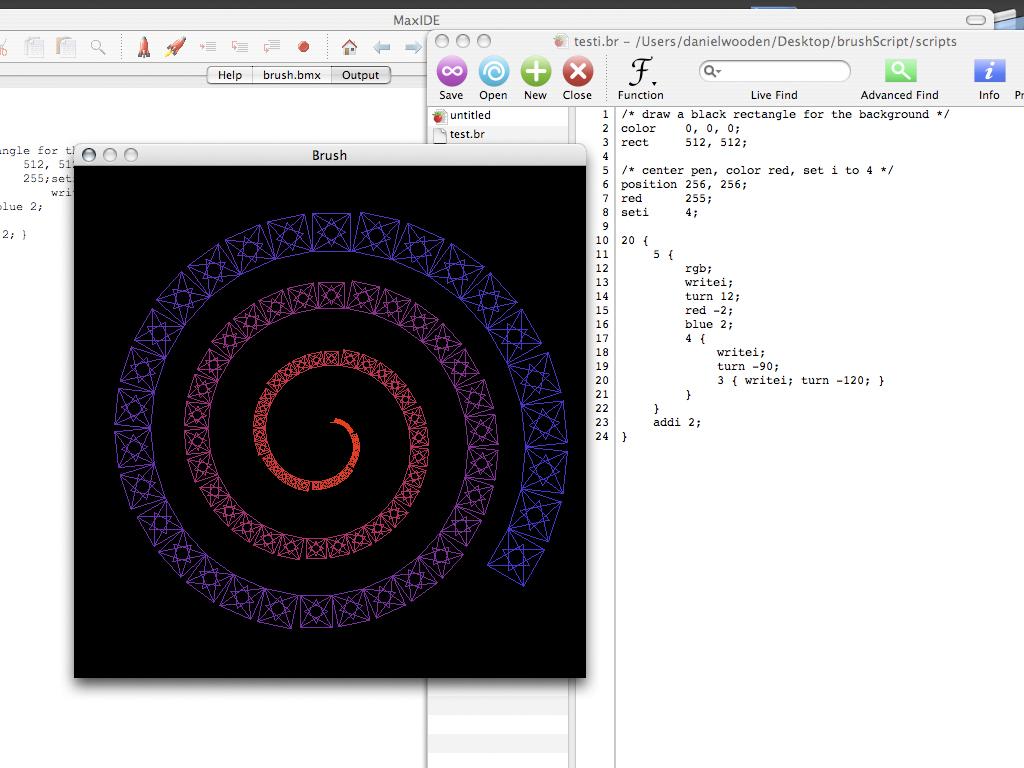 MaxIDE
testi.br – /Users/danielwooden/Desktop/brushScript/scripts
Help brush.bmx Output
Save Open New Close Function Live Find Advanced Find Info Pr
untitled
test.br
Brush
angle for th
512, 51
255;set
writ
blue 2;
2; }
1 /* draw a black rectangle for the background */
2 color 0, 0, 0;
3 rect 512, 512;
4
5 /* center pen, color red, set i to 4 */
6 position 256, 256;
7 red 255;
8 seti 4;
9
10 20 {
11 5 {
12 rgb;
13 writei;
14 turn 12;
15 red -2;
16 blue 2;
17 4 {
18 writei;
19 turn -90;
20 3 { writei; turn -120; }
21 }
22 }
23 addi 2;
24 }